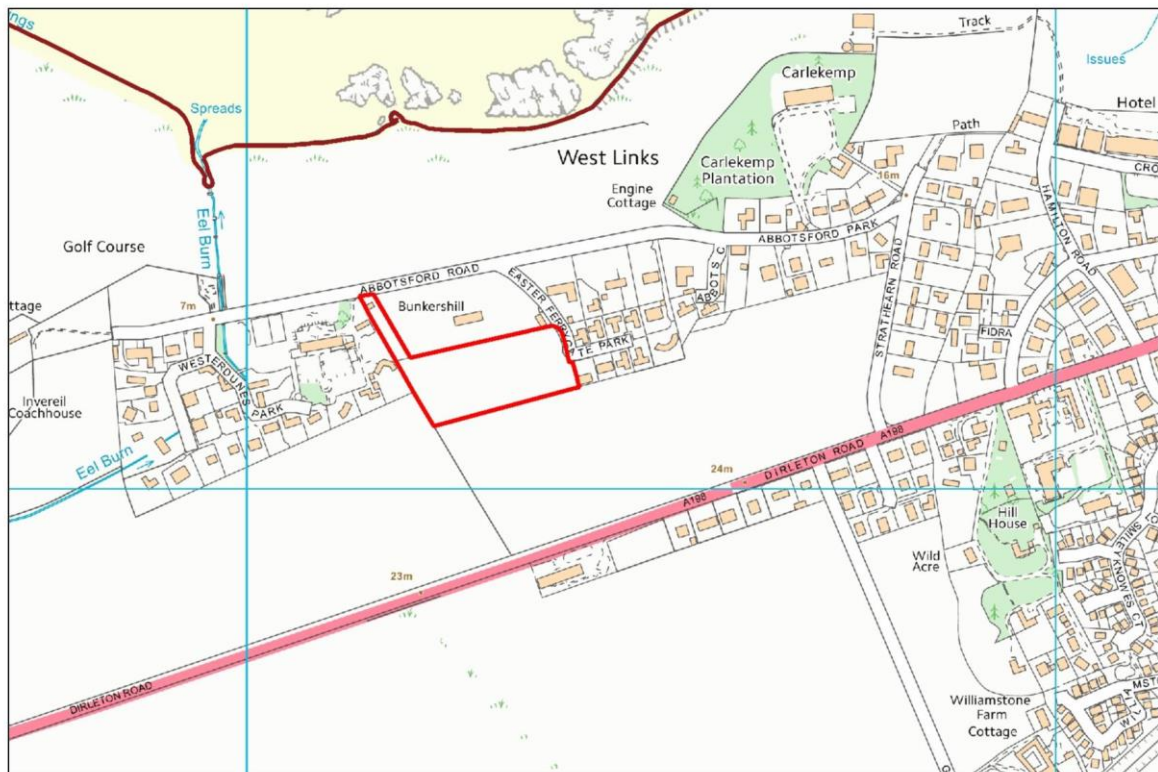 ngs
Track
Issues
Carlekemp
Hotel
Spreads
Path
CRO
West Links
Carlekemp
Plantation
16m
Engine
Cottage
HAMILTON ROAD
Eel Burn
Golf Course
ABBOTSFORD PARK
ABBOTSFORD ROAD
EASTER FERRYGATE PARK
ABBOTS C
STRATHEARN ROAD
ttage
7m
Bunkershill
FIDRA
WESTERDUNES PARK
Invereil
Coachhouse
Eel Burn
DIRLETON ROAD
A198
24m
A198
Hill
House
SMILEYKNOWES CT
Wild
Acre
23m
DIRLETON ROAD
Williamstone
Farm
Cottage